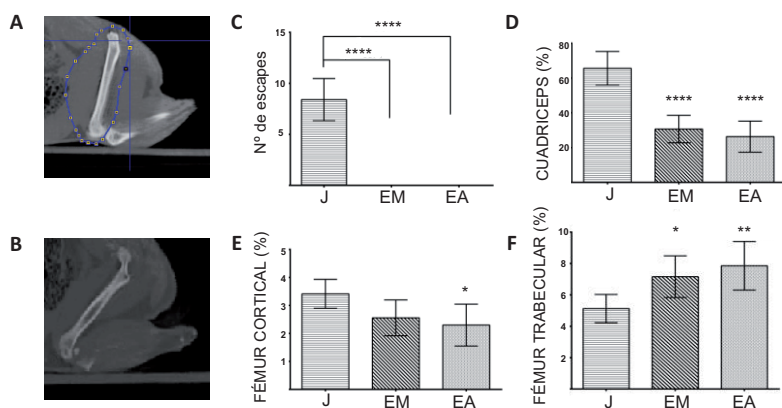 A
B
C
Nº de escapes
15
10
5
****
****
J
EM
EA
D
CUADRICEPS (%)
80
60
40
20
****
****
J
EM
EA
E
FÉMUR CORTICAL (%)
5
4
3
2
1
*
J
EM
EA
F
FÉMUR TRABECULAR (%)
10
8
6
4
2
*
**
J
EM
EA